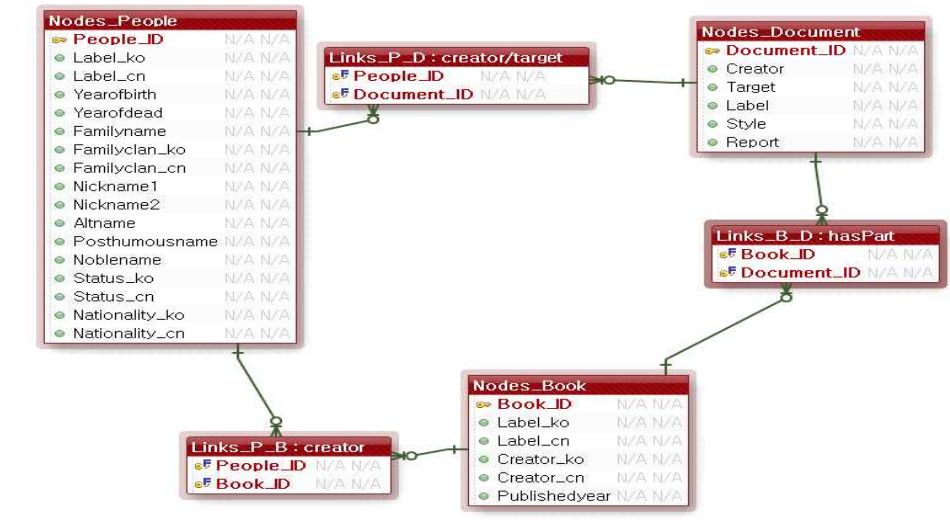 Nodes_People
People_ID N/A N/A
Label_ko N/A N/A
Label_cn N/A N/A
Yearofbirth N/A N/A
Yearofdead N/A N/A
Familyname N/A N/A
Familyclan_ko N/A N/A
Familyclan_cn N/A N/A
Nickname1 N/A N/A
Nickname2 N/A N/A
Altname N/A N/A
Posthumousname N/A N/A
Noblename N/A N/A
Status_ko N/A N/A
Status_cn N/A N/A
Nationality_ko N/A N/A
Nationality_cn N/A N/A
Links_P_D : creator/target
People_ID N/A N/A
Document_ID N/A N/A
Nodes_Document
Document_ID N/A N/A
Creator N/A N/A
Target N/A N/A
Label N/A N/A
Style N/A N/A
Report N/A N/A
Links_B_D : hasPart
Book_ID N/A N/A
Document_ID N/A N/A
Nodes_Book
Book_ID N/A N/A
Label_ko N/A N/A
Label_cn N/A N/A
Creator_ko N/A N/A
Creator_cn N/A N/A
Publishedyear N/A N/A
Links_P_B : creator
People_ID N/A N/A
Book_ID N/A N/A